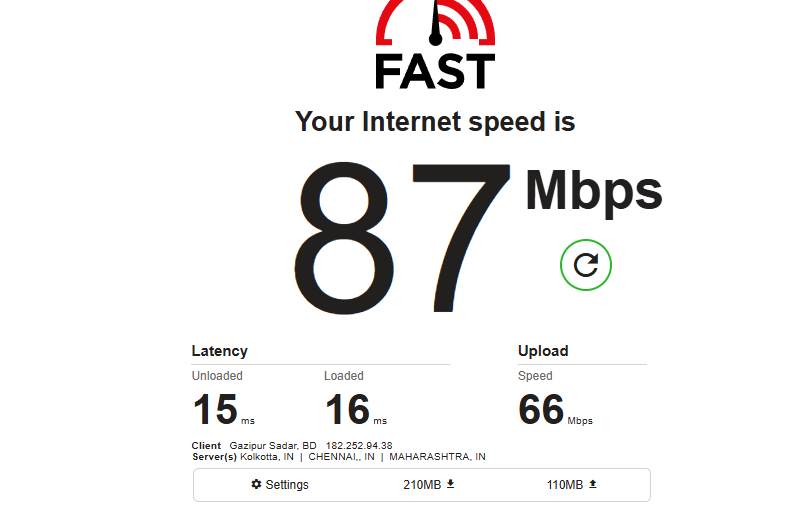 FAST
Your Internet speed is
87 Mbps
Latency
Unloaded Loaded
15 ms 16 ms
Upload
Speed
66 Mbps
Client Gazipur Sadar, BD 182.252.94.38
Server(s) Kolkotta, IN | CHENNAI,, IN | MAHARASHTRA, IN
Settings 210MB 110MB